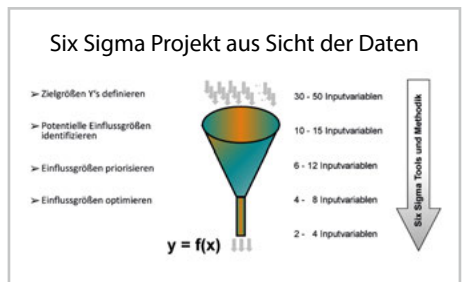 Six Sigma Projekt aus Sicht der Daten
➢ Zielgrößen Y's definieren
➢ Potentielle Einflussgrößen
identifizieren
➢ Einflussgrößen priorisieren
➢ Einflussgrößen optimieren
y = f(x)
30 - 50 Inputvariablen
10 - 15 Inputvariablen
6 - 12 Inputvariablen
4 - 8 Inputvariablen
2 - 4 Inputvariablen
Six Sigma Tools und Methodik